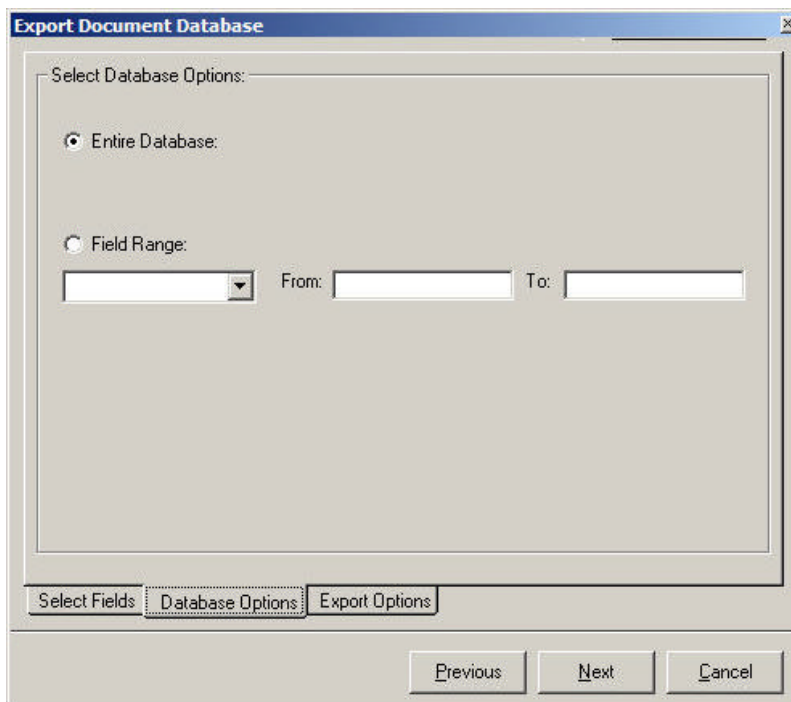 Export Document Database
Select Database Options:
Entire Database:
Field Range:
From: To:
Select Fields Database Options Export Options
Previous Next Cancel